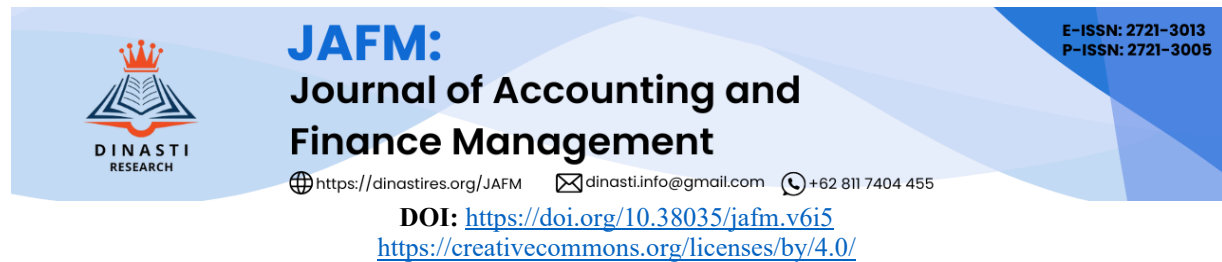 JAFM:
Journal of Accounting and
Finance Management
E-ISSN: 2721-3013
P-ISSN: 2721-3005
DINASTI
RESEARCH
https://dinastires.org/JAFM dinasti.info@gmail.com +62 811 7404 455
DOI: https://doi.org/10.38035/jafm.v6i5
https://creativecommons.org/licenses/by/4.0/